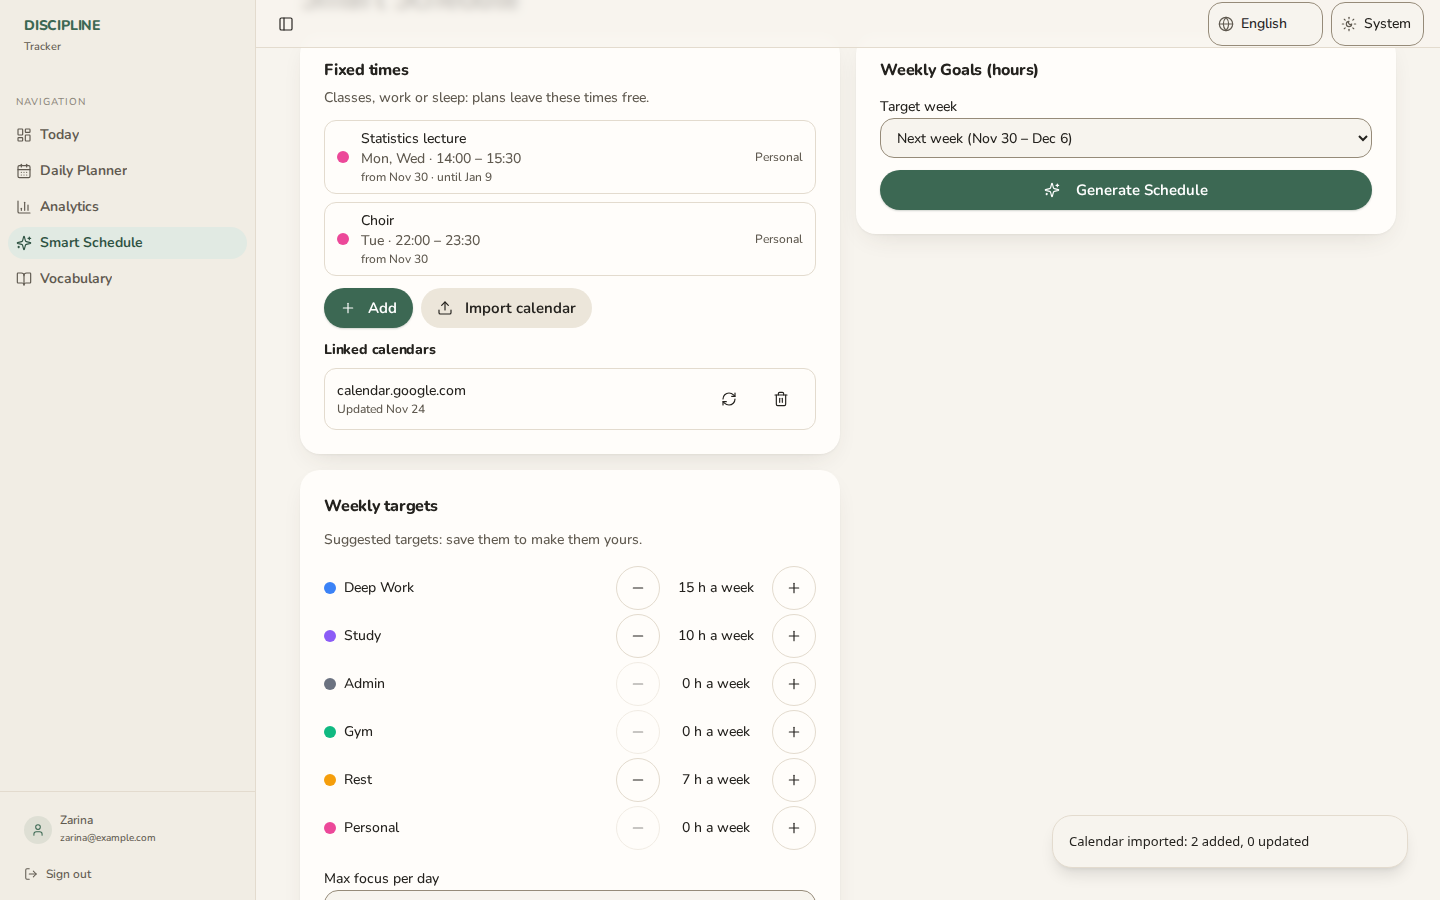 DISCIPLINE
Tracker
NAVIGATION
Today
Daily Planner
Analytics
Smart Schedule
Vocabulary
Zarina
zarina@example.com
Sign out
English
System
Fixed times
Classes, work or sleep: plans leave these times free.
Statistics lecture
Mon, Wed · 14:00 – 15:30
from Nov 30 · until Jan 9
Personal
Choir
Tue · 22:00 – 23:30
from Nov 30
Personal
Add
Import calendar
Linked calendars
calendar.google.com
Updated Nov 24
Weekly targets
Suggested targets: save them to make them yours.
Deep Work
15 h a week
Study
10 h a week
Admin
0 h a week
Gym
0 h a week
Rest
7 h a week
Personal
0 h a week
Max focus per day
Weekly Goals (hours)
Target week
Next week (Nov 30 – Dec 6)
Generate Schedule
Calendar imported: 2 added, 0 updated